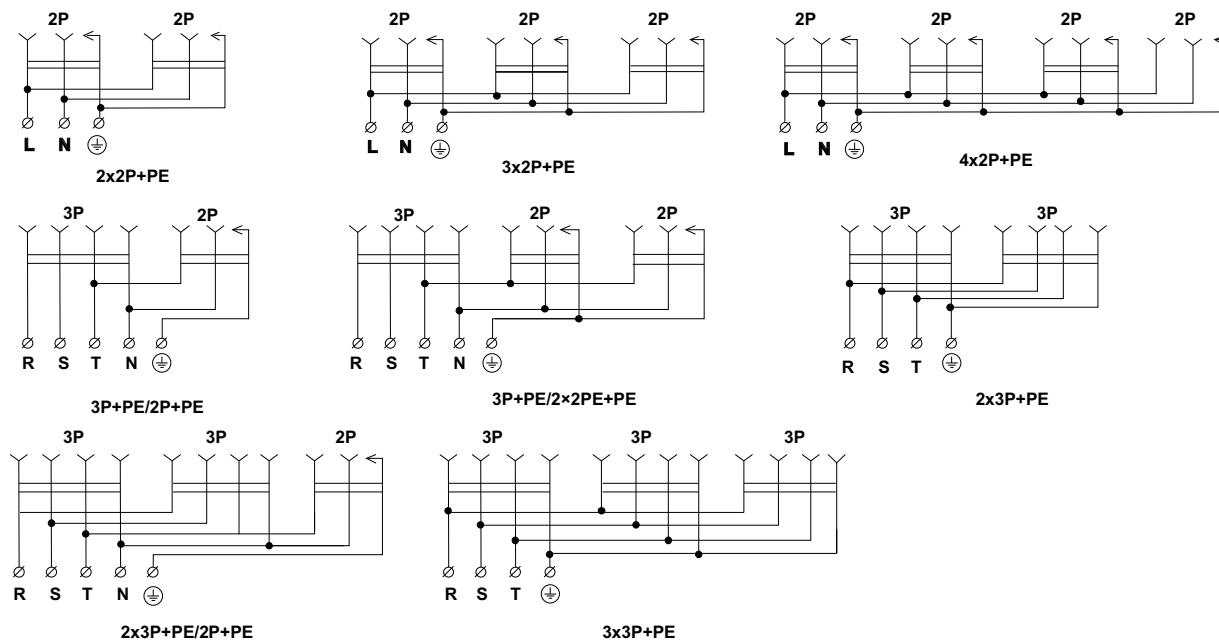 2P 2P
L N
2x2P+PE
2P 2P 2P
L N
3x2P+PE
2P 2P 2P 2P
L N
4x2P+PE
3P 2P
R S T N
3P+PE/2P+PE
3P 2P 2P
R S T N
3P+PE/2×2PE+PE
3P 3P
R S T
2x3P+PE
3P 3P 2P
R S T N
2x3P+PE/2P+PE
3P 3P 3P
R S T
3x3P+PE